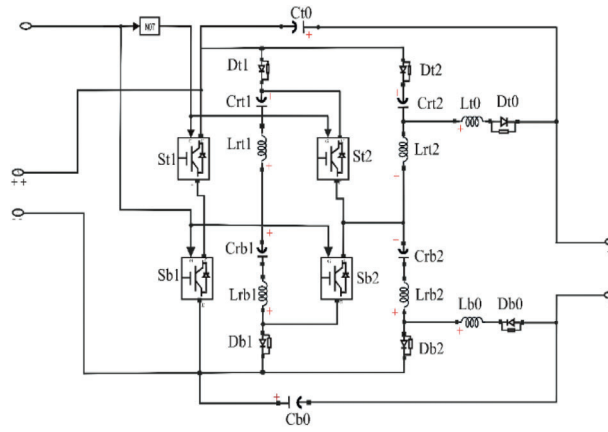 Ct0
NOT
Dt1
Dt2
Crt1
Crt2
Lt0
Dt0
St1
Lrt1
St2
Lrt2
Crb1
Crb2
Sb1
Lrb1
Sb2
Lrb2
Lb0
Db0
Db1
Db2
Cb0